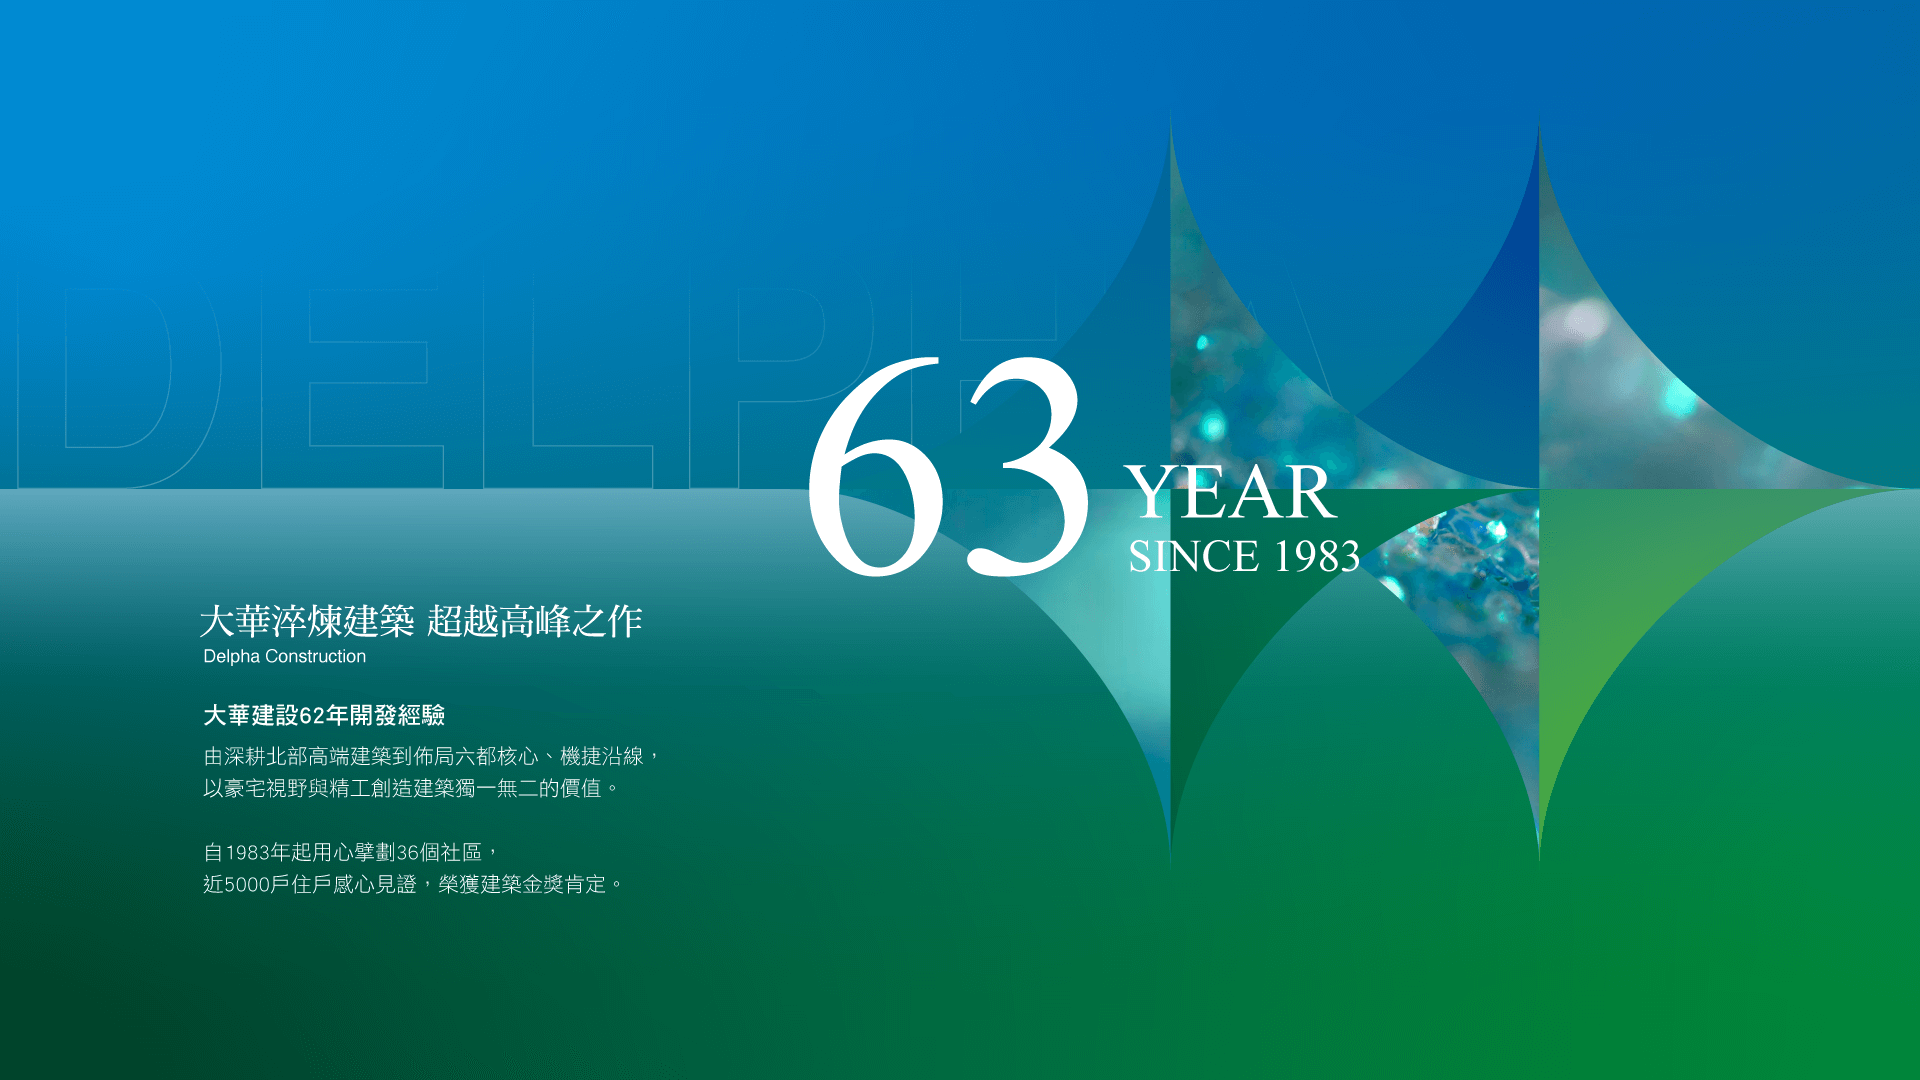 DELPHA
63 YEAR
SINCE 1983
大華淬煉建築 超越高峰之作
Delpha Construction
大華建設62年開發經驗
由深耕北部高端建築到佈局六都核心、機捷沿線，
以豪宅視野與精工創造建築獨一無二的價值。
自1983年起用心擘劃36個社區，
近5000戶住戶感心見證，榮獲建築金獎肯定。